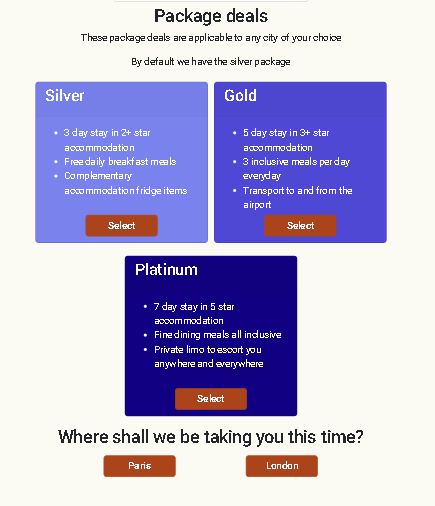 Package deals
These package deals are applicable to any city of your choice
By default we have the silver package
Silver
3 day stay in 2+ star
accommodation
Free daily breakfast meals
Complementary
accommodation fridge items
Select
Gold
5 day stay in 3+ star
accommodation
3 inclusive meals per day
everyday
Transport to and from the
airport
Select
Platinum
7 day stay in 5 star
accommodation
Fine dining meals all inclusive
Private limo to escort you
anywhere and everywhere
Select
Where shall we be taking you this time?
Paris
London